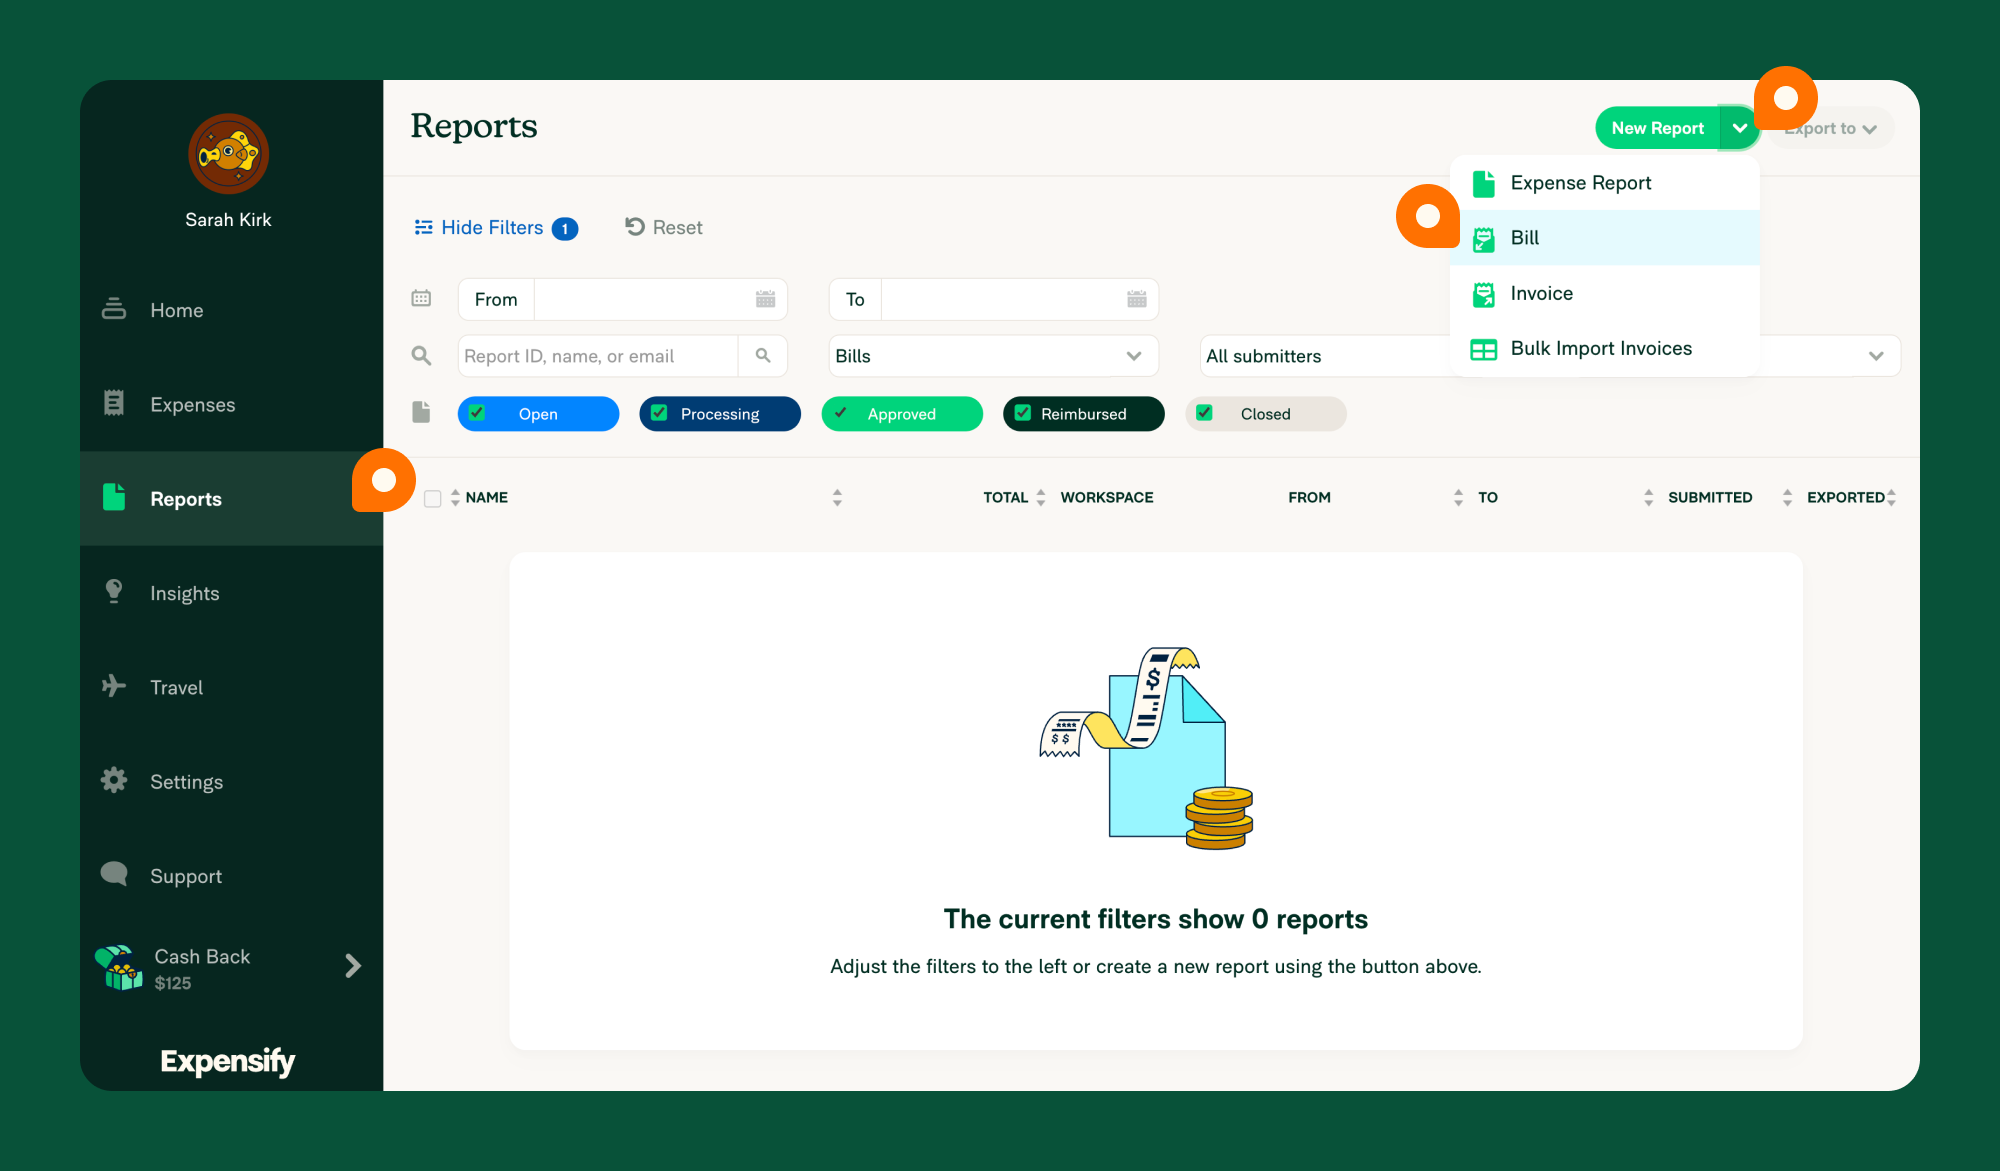 Sarah Kirk
Home
Expenses
Reports
Insights
Travel
Settings
Support
Cash Back
$125
Expensify
Reports
New Report
Export to
Expense Report
Bill
Invoice
Bulk Import Invoices
Hide Filters 1
Reset
From
To
Report ID, name, or email
Bills
All submitters
Open
Processing
Approved
Reimbursed
Closed
NAME
TOTAL
WORKSPACE
FROM
TO
SUBMITTED
EXPORTED
$
$ $
The current filters show 0 reports
Adjust the filters to the left or create a new report using the button above.